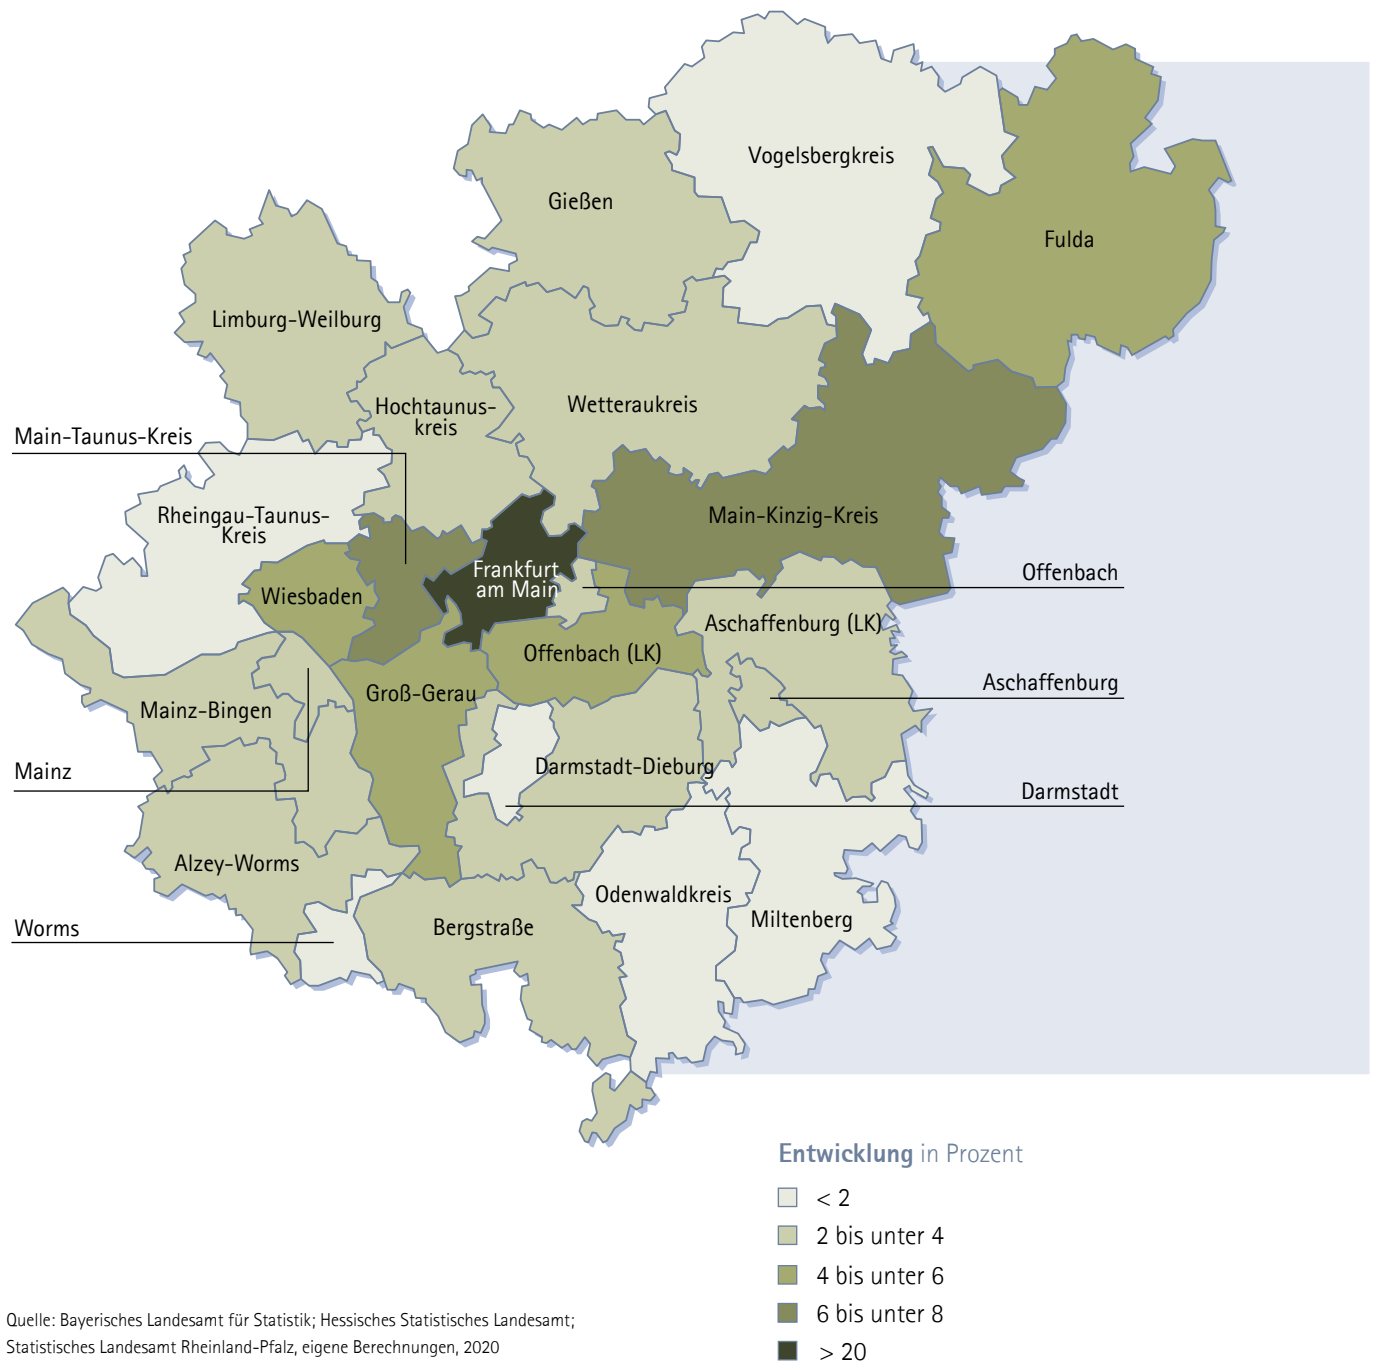 Vogelsbergkreis
Gießen
Fulda
Limburg-Weilburg
Hochtaunus-
kreis
Wetteraukreis
Main-Taunus-Kreis
Rheingau-Taunus-
Kreis
Main-Kinzig-Kreis
Frankfurt
am Main
Offenbach
Wiesbaden
Aschaffenburg (LK)
Offenbach (LK)
Aschaffenburg
Groß-Gerau
Mainz-Bingen
Mainz
Darmstadt-Dieburg
Darmstadt
Alzey-Worms
Odenwaldkreis
Miltenberg
Worms
Bergstraße
Entwicklung in Prozent
< 2
2 bis unter 4
4 bis unter 6
6 bis unter 8
> 20
Quelle: Bayerisches Landesamt für Statistik; Hessisches Statistisches Landesamt;
Statistisches Landesamt Rheinland-Pfalz, eigene Berechnungen, 2020